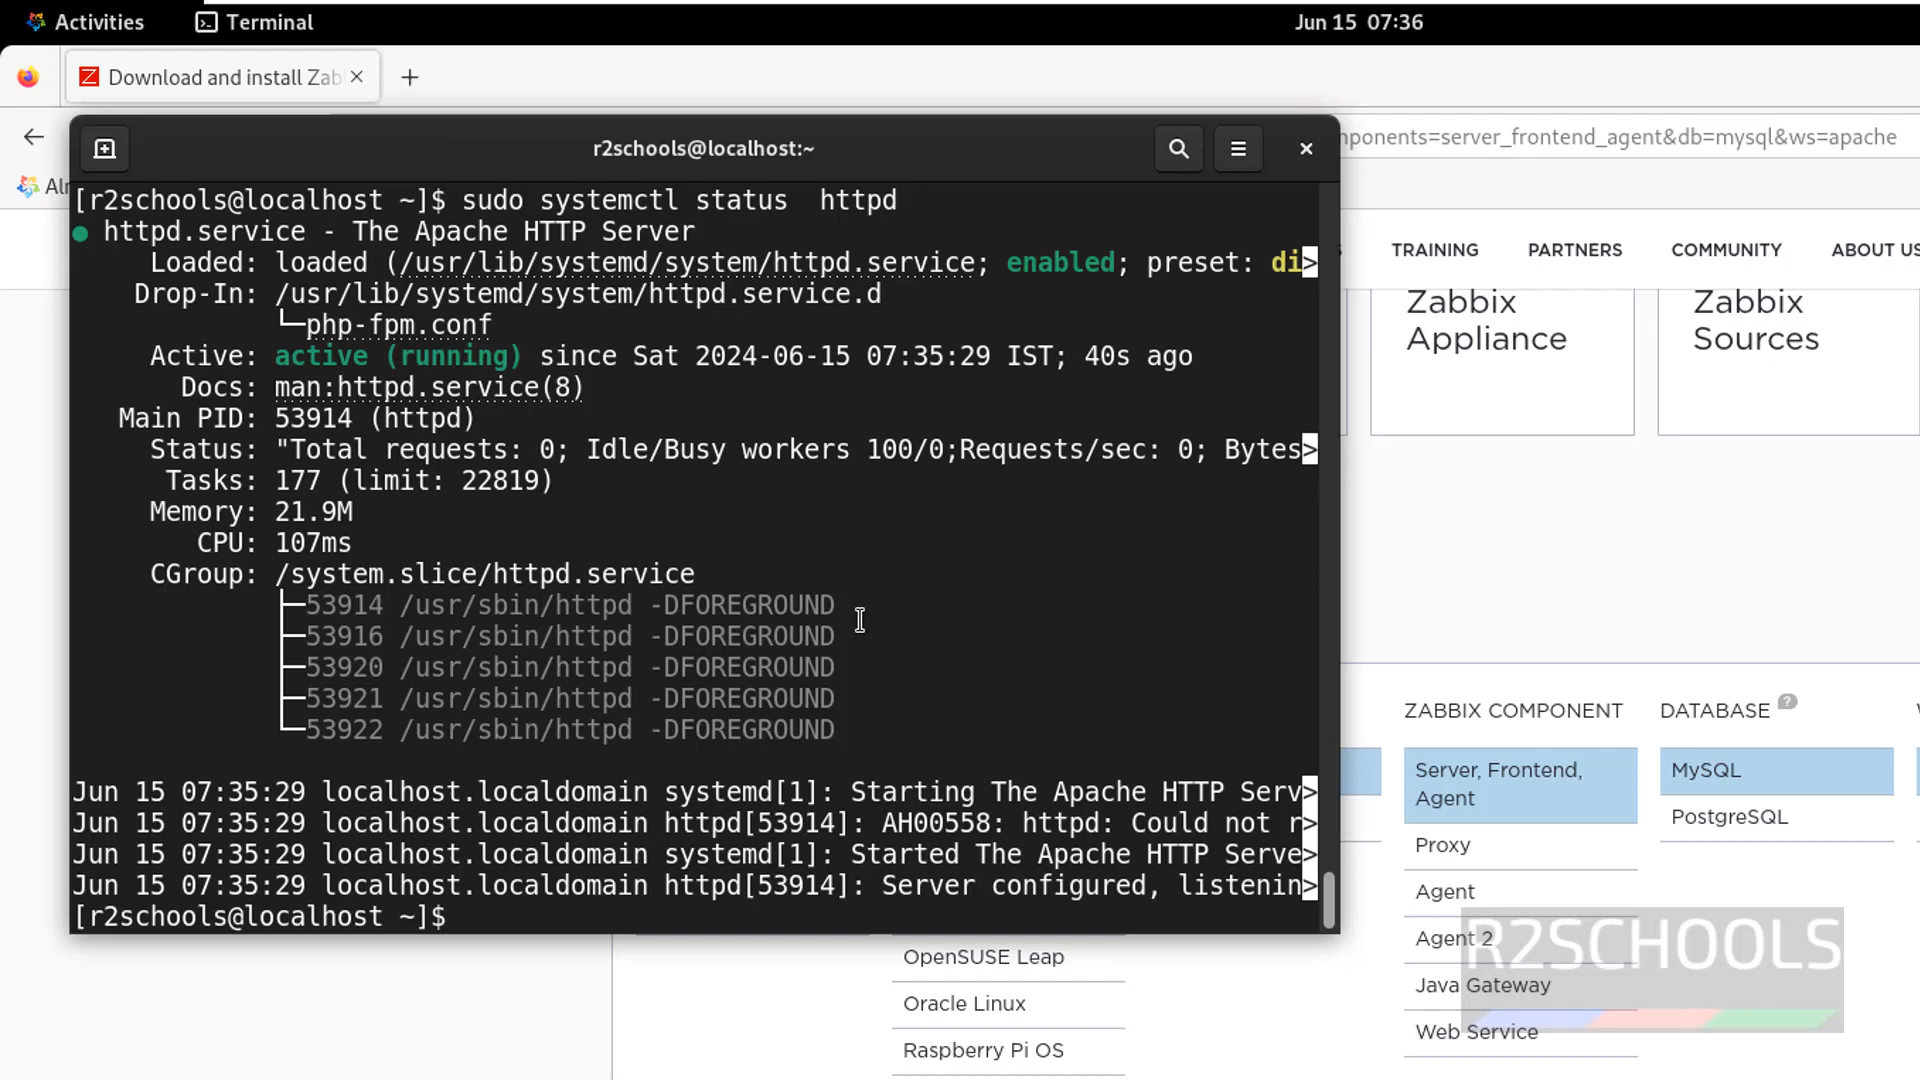 Activities
Terminal
Jun 15 07:36
Download and install Zab
nponents=server_frontend_agent&db=mysql&ws=apache
r2schools@localhost:~
[r2schools@localhost ~]$ sudo systemctl status  httpd
● httpd.service - The Apache HTTP Server
Loaded: loaded (/usr/lib/systemd/system/httpd.service; enabled; preset: di>
Drop-In: /usr/lib/systemd/system/httpd.service.d
└─php-fpm.conf
Active: active (running) since Sat 2024-06-15 07:35:29 IST; 40s ago
Docs: man:httpd.service(8)
Main PID: 53914 (httpd)
Status: "Total requests: 0; Idle/Busy workers 100/0;Requests/sec: 0; Bytes>
Tasks: 177 (limit: 22819)
Memory: 21.9M
CPU: 107ms
CGroup: /system.slice/httpd.service
├─53914 /usr/sbin/httpd -DFOREGROUND
├─53916 /usr/sbin/httpd -DFOREGROUND
├─53920 /usr/sbin/httpd -DFOREGROUND
├─53921 /usr/sbin/httpd -DFOREGROUND
└─53922 /usr/sbin/httpd -DFOREGROUND
Jun 15 07:35:29 localhost.localdomain systemd[1]: Starting The Apache HTTP Serv>
Jun 15 07:35:29 localhost.localdomain httpd[53914]: AH00558: httpd: Could not r>
Jun 15 07:35:29 localhost.localdomain systemd[1]: Started The Apache HTTP Serve>
Jun 15 07:35:29 localhost.localdomain httpd[53914]: Server configured, listenin>
[r2schools@localhost ~]$
TRAINING
PARTNERS
COMMUNITY
ABOUT US
Zabbix
Appliance
Zabbix
Sources
ZABBIX COMPONENT
Server, Frontend,
Agent
Proxy
Agent
Agent 2
Java Gateway
Web Service
DATABASE ?
MySQL
PostgreSQL
OpenSUSE Leap
Oracle Linux
Raspberry Pi OS
R2SCHOOLS